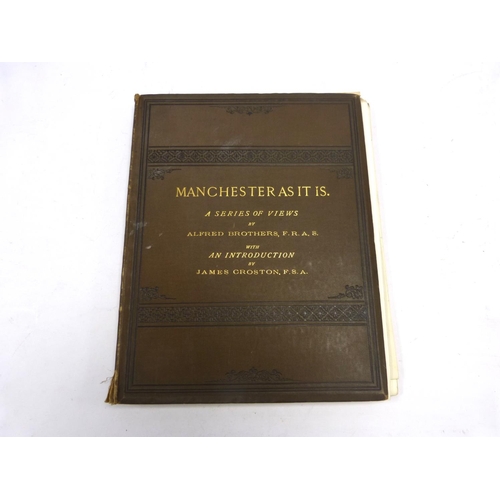 MANCHESTER AS IT IS.
A SERIES OF VIEWS
BY
ALFRED BROTHERS, F.R.A.S.
WITH
AN INTRODUCTION
BY
JAMES CROSTON, F.S.A.